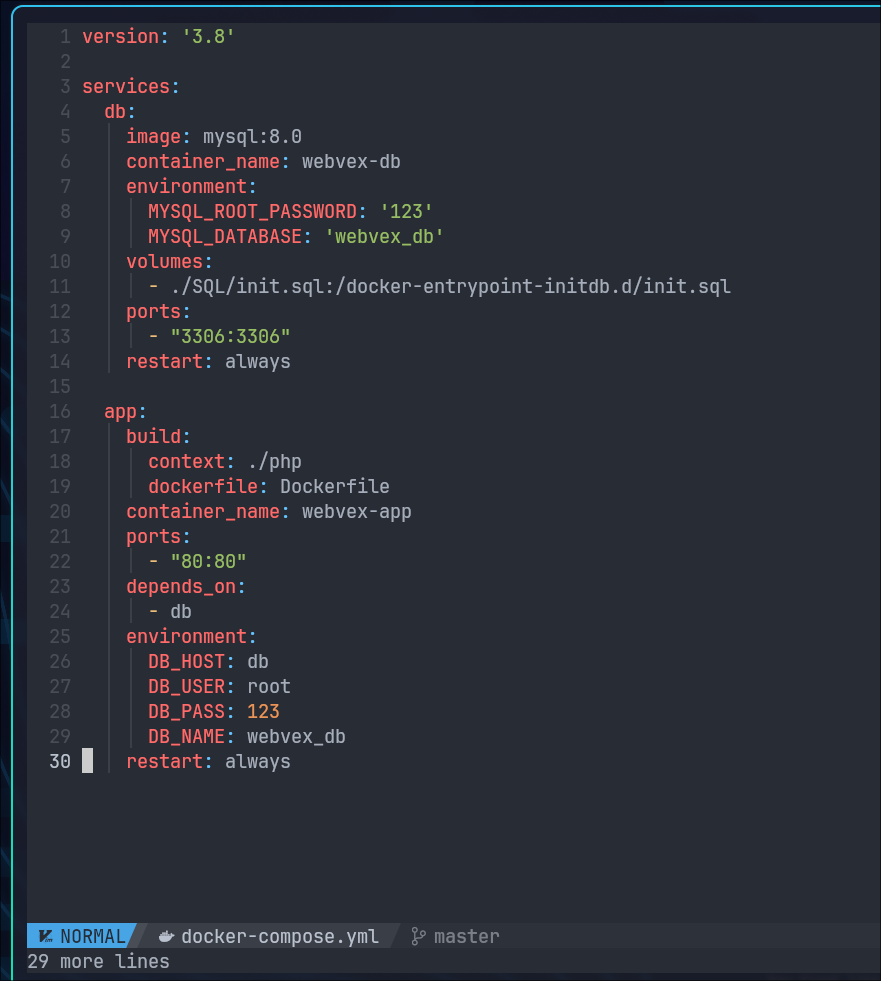 1 version: '3.8'
2
3 services:
4   db:
5     image: mysql:8.0
6     container_name: webvex-db
7     environment:
8       MYSQL_ROOT_PASSWORD: '123'
9       MYSQL_DATABASE: 'webvex_db'
10     volumes:
11       - ./SQL/init.sql:/docker-entrypoint-initdb.d/init.sql
12     ports:
13       - "3306:3306"
14     restart: always
15
16   app:
17     build:
18       context: ./php
19       dockerfile: Dockerfile
20     container_name: webvex-app
21     ports:
22       - "80:80"
23     depends_on:
24       - db
25     environment:
26       DB_HOST: db
27       DB_USER: root
28       DB_PASS: 123
29       DB_NAME: webvex_db
30     restart: always
NORMAL docker-compose.yml master
29 more lines